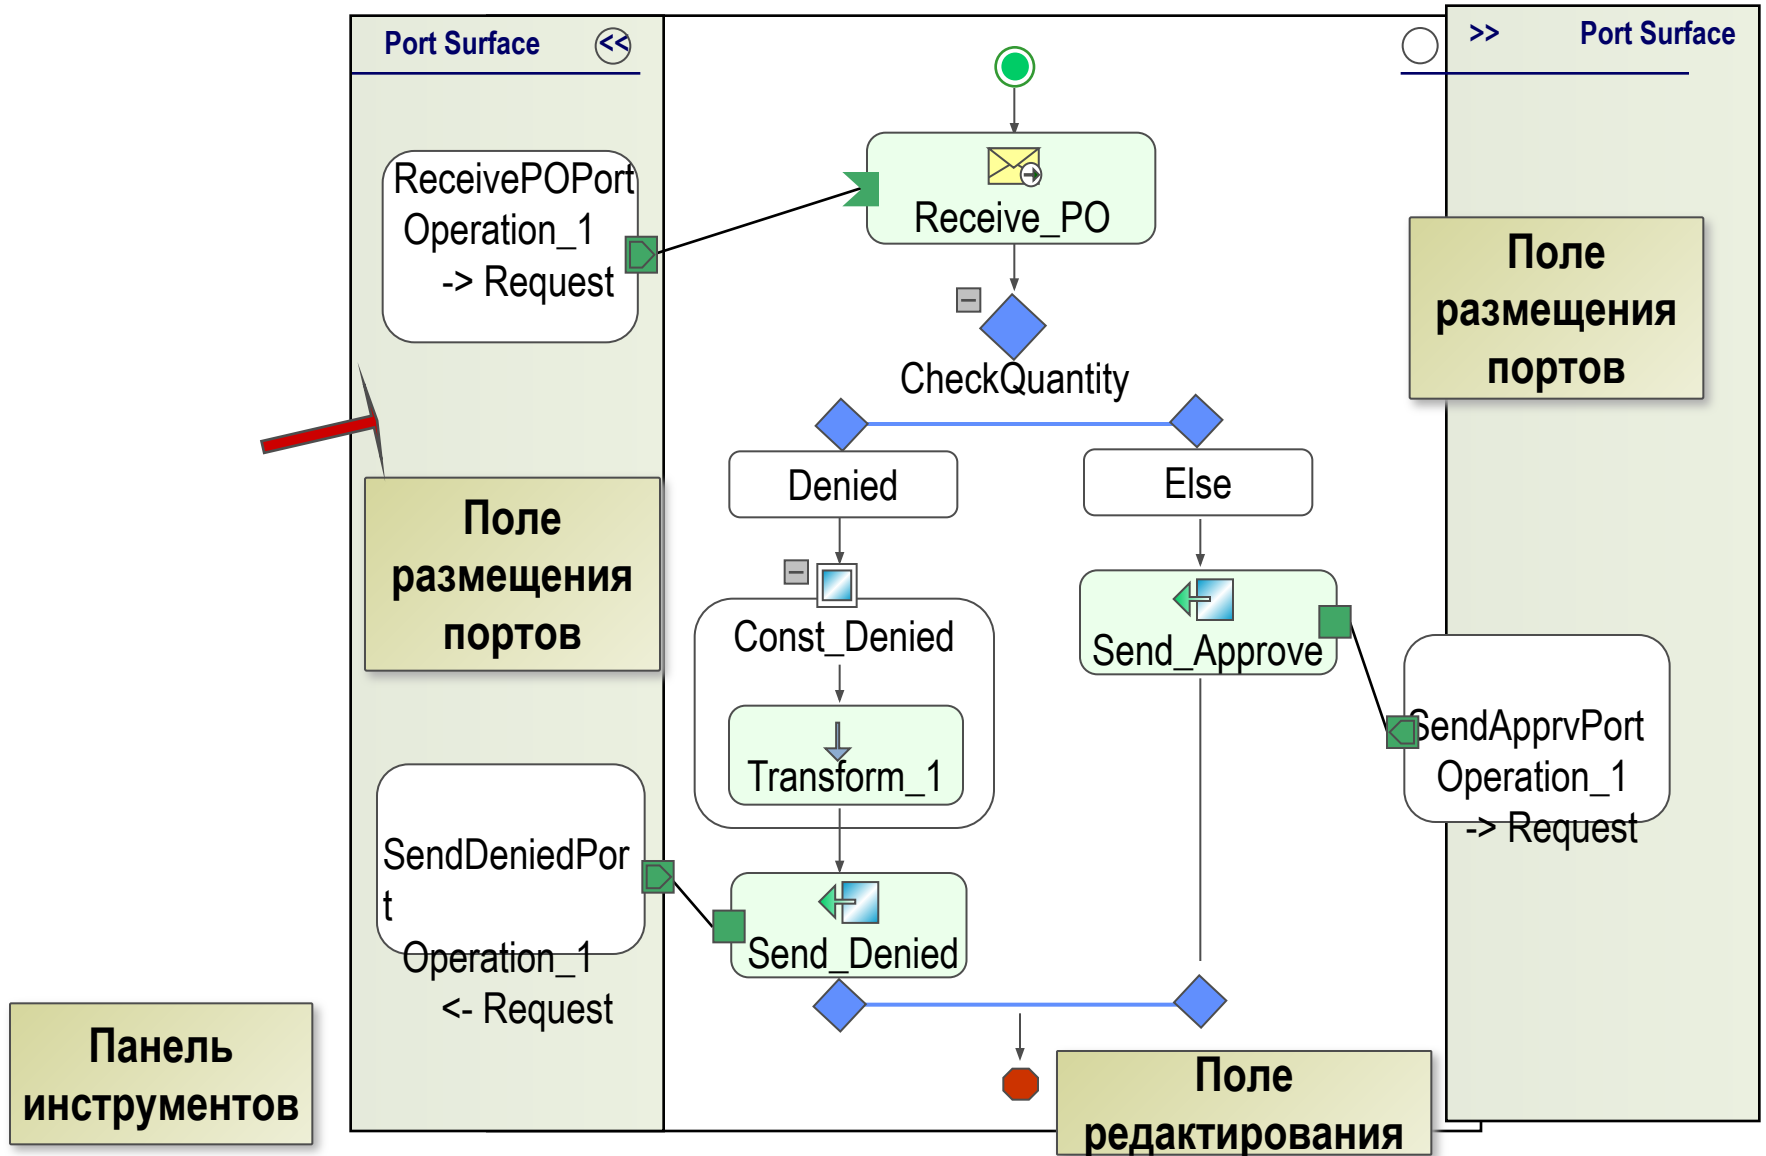 Port Surface <<
>> Port Surface
ReceivePOPort
Operation_1
-> Request
Receive_PO
Поле
размещения
портов
CheckQuantity
Denied
Else
Поле
размещения
портов
Const_Denied
Send_Approve
Transform_1
SendApprvPort
Operation_1
-> Request
SendDeniedPor
t
Operation_1
<- Request
Send_Denied
Панель
инструментов
Поле
редактирования